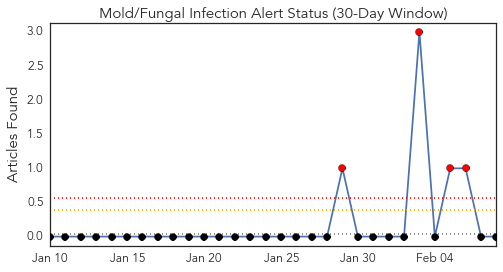 Mold/Fungal Infection Alert Status (30-Day Window)
Articles Found
3.0
2.5
2.0
1.5
1.0
0.5
0.0
Jan 10
Jan 15
Jan 20
Jan 25
Jan 30
Feb 04